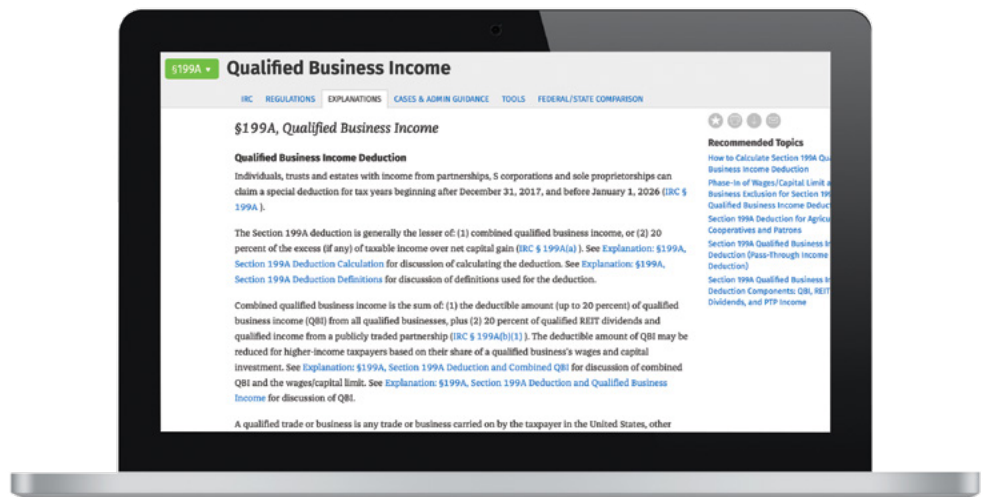 §199A
Qualified Business Income
IRC REGULATIONS EXPLANATIONS CASES & ADMIN GUIDANCE TOOLS FEDERAL/STATE COMPARISON
§199A, Qualified Business Income
Qualified Business Income Deduction
Individuals, trusts and estates with income from partnerships, S corporations and sole proprietorships can
claim a special deduction for tax years beginning after December 31, 2017, and before January 1, 2026 (IRC §
199A ).
The Section 199A deduction is generally the lesser of: (1) combined qualified business income, or (2) 20
percent of the excess (if any) of taxable income over net capital gain (IRC § 199A(a) ). See Explanation: §199A,
Section 199A Deduction Calculation for discussion of calculating the deduction. See Explanation: §199A,
Section 199A Deduction Definitions for discussion of definitions used for the deduction.
Combined qualified business income is the sum of: (1) the deductible amount (up to 20 percent) of qualified
business income (QBI) from all qualified businesses, plus (2) 20 percent of qualified REIT dividends and
qualified income from a publicly traded partnership (IRC § 199A(b)(1) ). The deductible amount of QBI may be
reduced for higher-income taxpayers based on their share of a qualified business's wages and capital
investment. See Explanation: §199A, Section 199A Deduction and Combined QBI for discussion of combined
QBI and the wages/capital limit. See Explanation: §199A, Section 199A Deduction and Qualified Business
Income for discussion of QBI.
A qualified trade or business is any trade or business carried on by the taxpayer in the United States, other
Recommended Topics
How to Calculate Section 199A
Business Income Deduction
Phase-In of Wages/Capital Limit
Business Exclusion for Section
Qualified Business Income
Section 199A Deduction for
Cooperatives and Patrons
Section 199A Qualified Business
Deduction (Pass-Through Income
Deduction)
Section 199A Qualified Business
Deduction Components: QBI, REIT
Dividends, and PTP Income